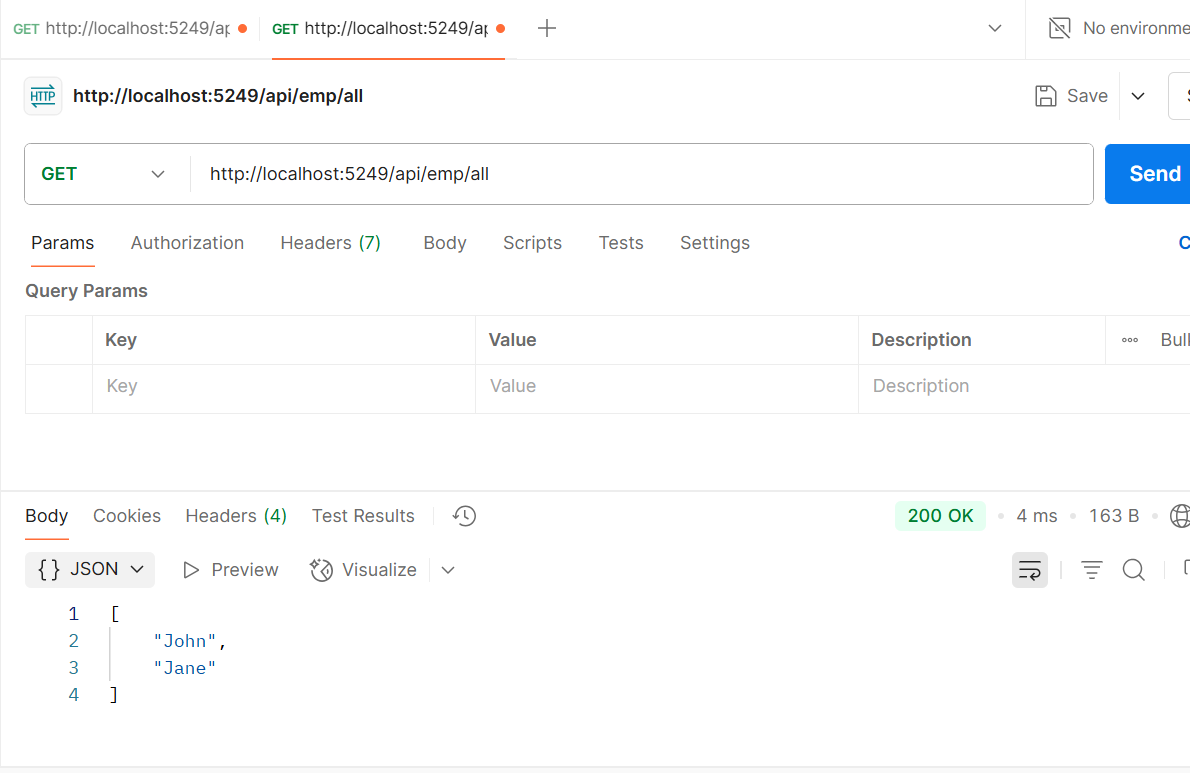 GET http://localhost:5249/ap GET http://localhost:5249/ap No environme
HTTP http://localhost:5249/api/emp/all Save
GET http://localhost:5249/api/emp/all Send
Params Authorization Headers (7) Body Scripts Tests Settings
Query Params
Key Value Description Bull
Key Value Description
Body Cookies Headers (4) Test Results 200 OK 4 ms 163 B
{} JSON Preview Visualize
1 [
2 "John",
3 "Jane"
4 ]